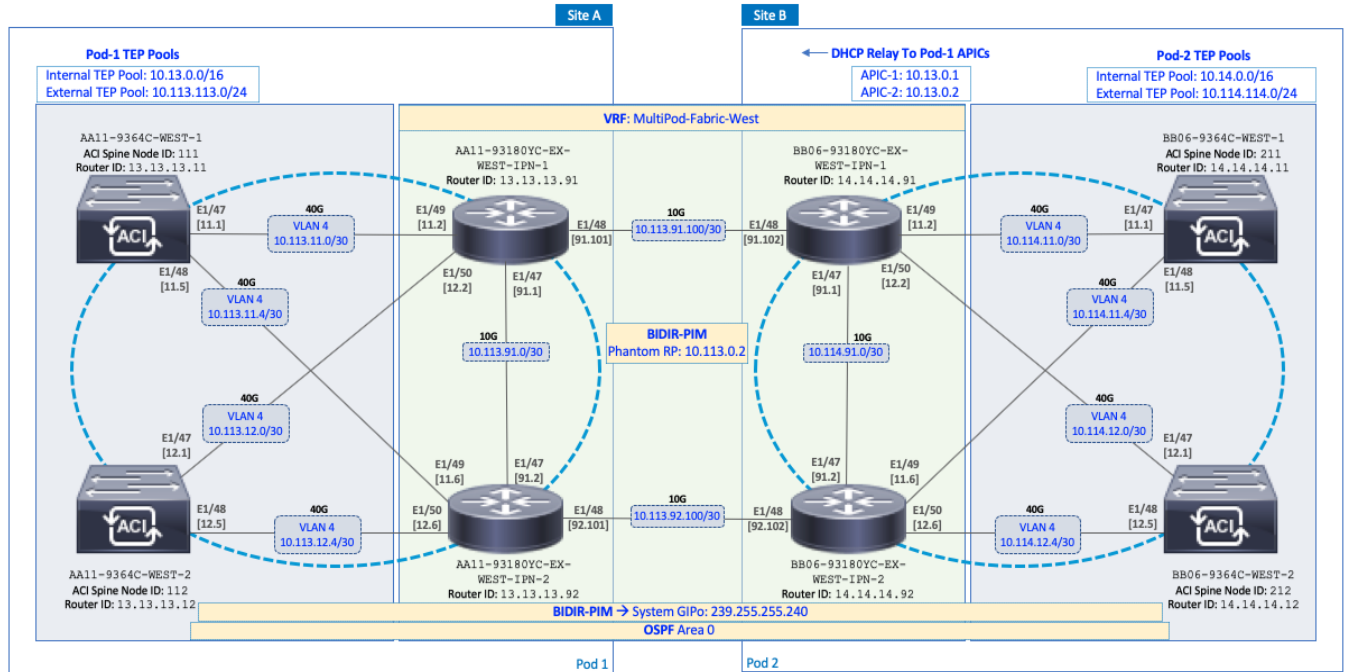 Site A
Site B
Pod-1 TEP Pools
Internal TEP Pool: 10.13.0.0/16
External TEP Pool: 10.113.113.0/24
DHCP Relay To Pod-1 APICs
APIC-1: 10.13.0.1
APIC-2: 10.13.0.2
Pod-2 TEP Pools
Internal TEP Pool: 10.14.0.0/16
External TEP Pool: 10.114.114.0/24
VRF: MultiPod-Fabric-West
AA11-9364C-WEST-1
ACI Spine Node ID: 111
Router ID: 13.13.13.11
AA11-93180YC-EX-
WEST-IPN-1
Router ID: 13.13.13.91
BB06-93180YC-EX-
WEST-IPN-1
Router ID: 14.14.14.91
BB06-9364C-WEST-1
ACI Spine Node ID: 211
Router ID: 14.14.14.11
ACI
E1/47
[11.1]
40G
VLAN 4
10.113.11.0/30
E1/49
[11.2]
E1/48
[91.101]
10G
10.113.91.100/30
E1/48
[91.102]
E1/49
[11.2]
40G
VLAN 4
10.114.11.0/30
E1/47
[11.1]
ACI
E1/48
[11.5]
40G
VLAN 4
10.113.11.4/30
E1/50
[12.2]
E1/47
[91.1]
E1/47
[91.1]
E1/50
[12.2]
40G
VLAN 4
10.114.11.4/30
E1/48
[11.5]
10G
10.113.91.0/30
BIDIR-PIM
Phantom RP: 10.113.0.2
10G
10.114.91.0/30
40G
VLAN 4
10.113.12.0/30
40G
VLAN 4
10.114.12.0/30
E1/47
[12.1]
E1/49
[11.6]
E1/47
[91.2]
E1/47
[91.2]
E1/49
[11.6]
E1/47
[12.1]
ACI
E1/48
[12.5]
40G
VLAN 4
10.113.12.4/30
E1/50
[12.6]
E1/48
[92.101]
10G
10.113.92.100/30
E1/48
[92.102]
E1/50
[12.6]
40G
VLAN 4
10.114.12.4/30
E1/48
[12.5]
ACI
AA11-9364C-WEST-2
ACI Spine Node ID: 112
Router ID: 13.13.13.12
AA11-93180YC-EX-
WEST-IPN-2
Router ID: 13.13.13.92
BB06-93180YC-EX-
WEST-IPN-2
Router ID: 14.14.14.92
BB06-9364C-WEST-2
ACI Spine Node ID: 212
Router ID: 14.14.14.12
BIDIR-PIM → System GIPo: 239.255.255.240
OSPF Area 0
Pod 1
Pod 2